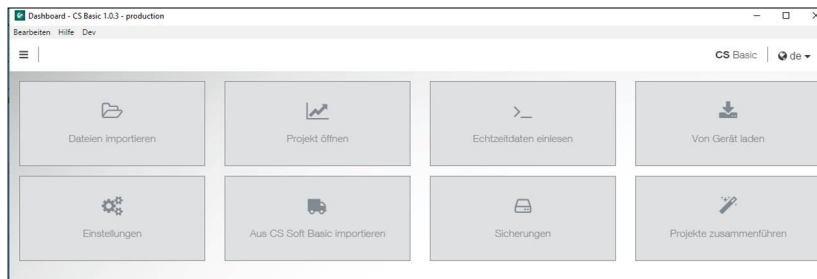 Dashboard - CS Basic 1.0.3 - production
Bearbeiten Hilfe Dev
CS Basic de
Dateien importieren
Projekt öffnen
Echtzeitdaten einlesen
Von Gerät laden
Einstellungen
Aus CS Soft Basic importieren
Sicherungen
Projekte zusammenführen